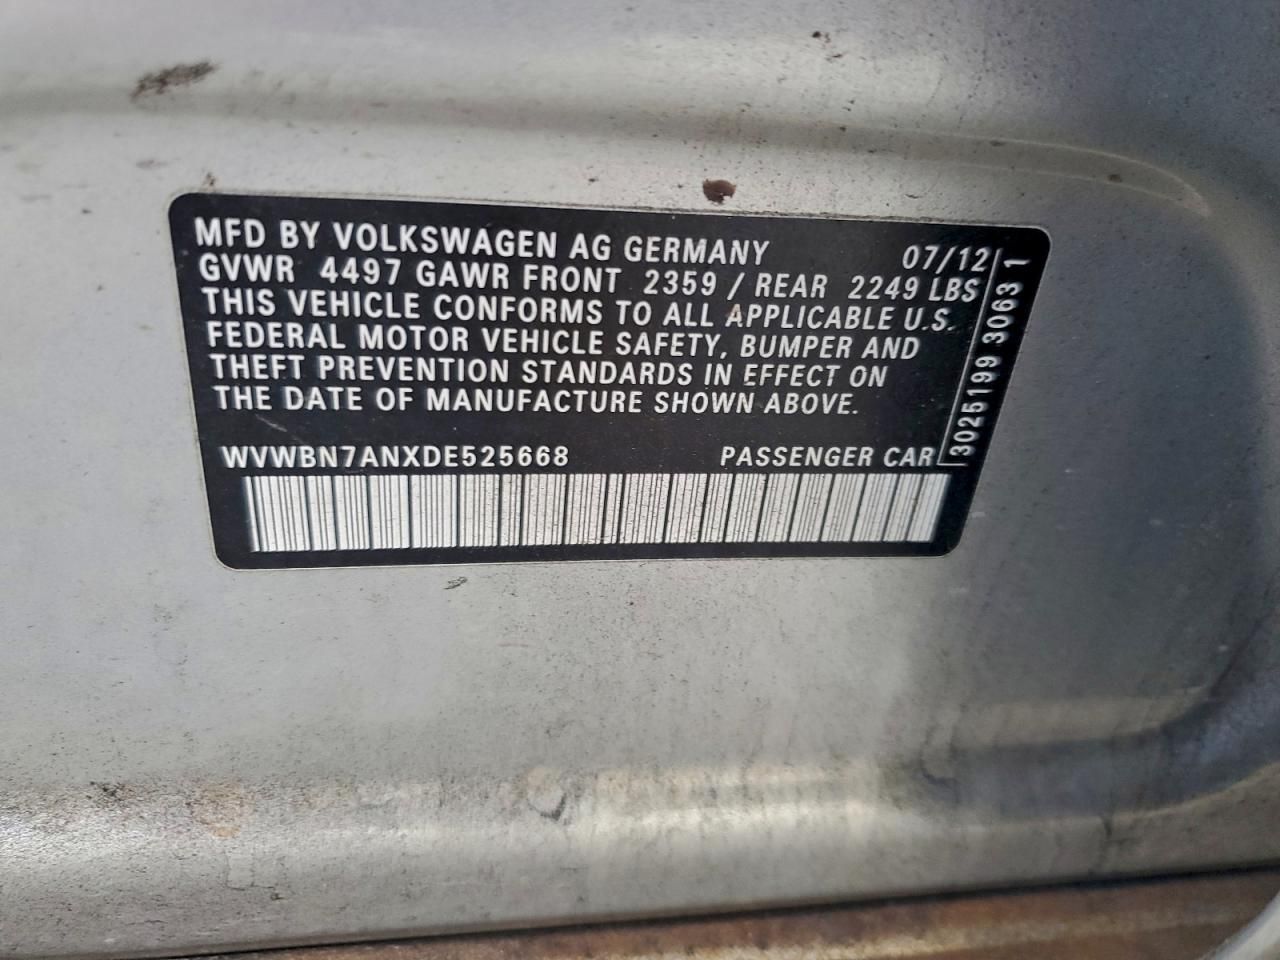 MFD BY VOLKSWAGEN AG GERMANY 07/12
GVWR 4497 GAWR FRONT 2359 / REAR 2249 LBS
THIS VEHICLE CONFORMS TO ALL APPLICABLE U.S.
FEDERAL MOTOR VEHICLE SAFETY, BUMPER AND
THEFT PREVENTION STANDARDS IN EFFECT ON
THE DATE OF MANUFACTURE SHOWN ABOVE.
WVWBN7ANXDE525668 PASSENGER CAR
3025199 30631